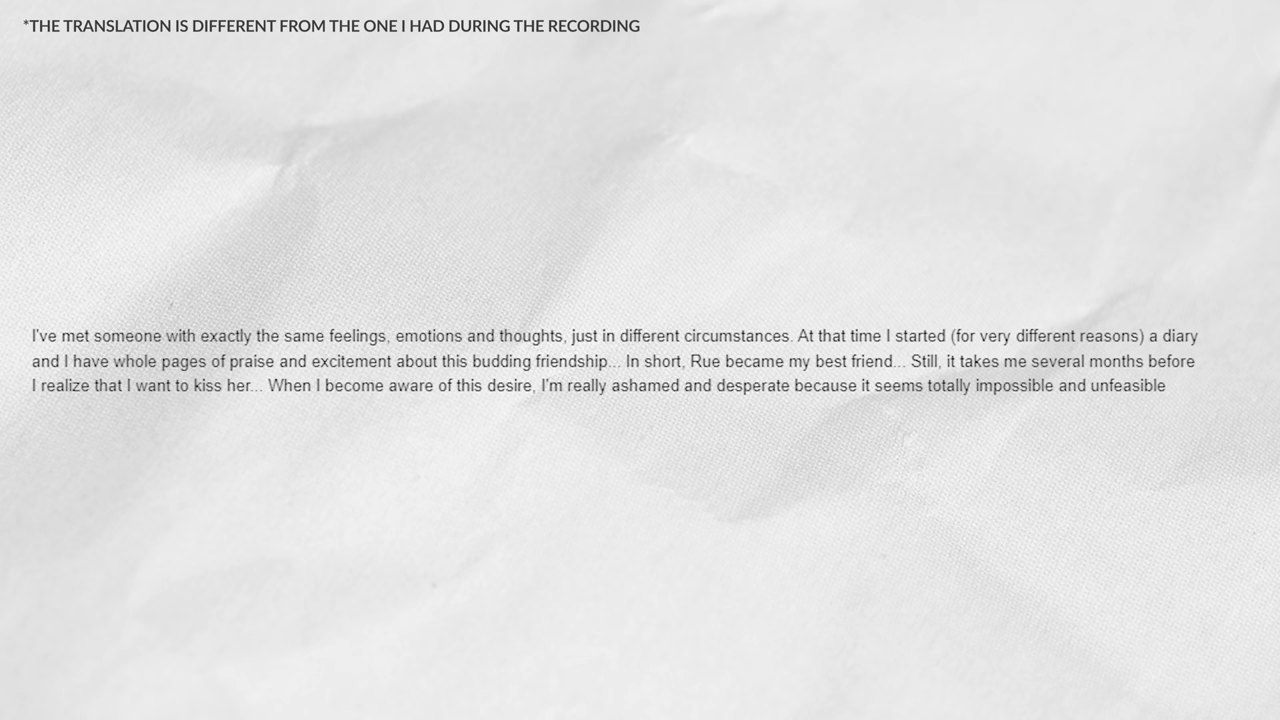 *THE TRANSLATION IS DIFFERENT FROM THE ONE I HAD DURING THE RECORDING
I've met someone with exactly the same feelings, emotions and thoughts, just in different circumstances. At that time I started (for very different reasons) a diary
and I have whole pages of praise and excitement about this budding friendship... In short, Rue became my best friend... Still, it takes me several months before
I realize that I want to kiss her... When I become aware of this desire, I'm really ashamed and desperate because it seems totally impossible and unfeasible